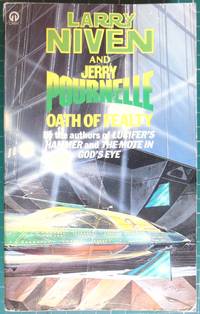 LARRY
NIVEN
AND
JERRY
POURNELLE
OATH OF FEALTY
By the authors of LUCIFER'S
HAMMER and THE MOTE IN
GOD'S EYE